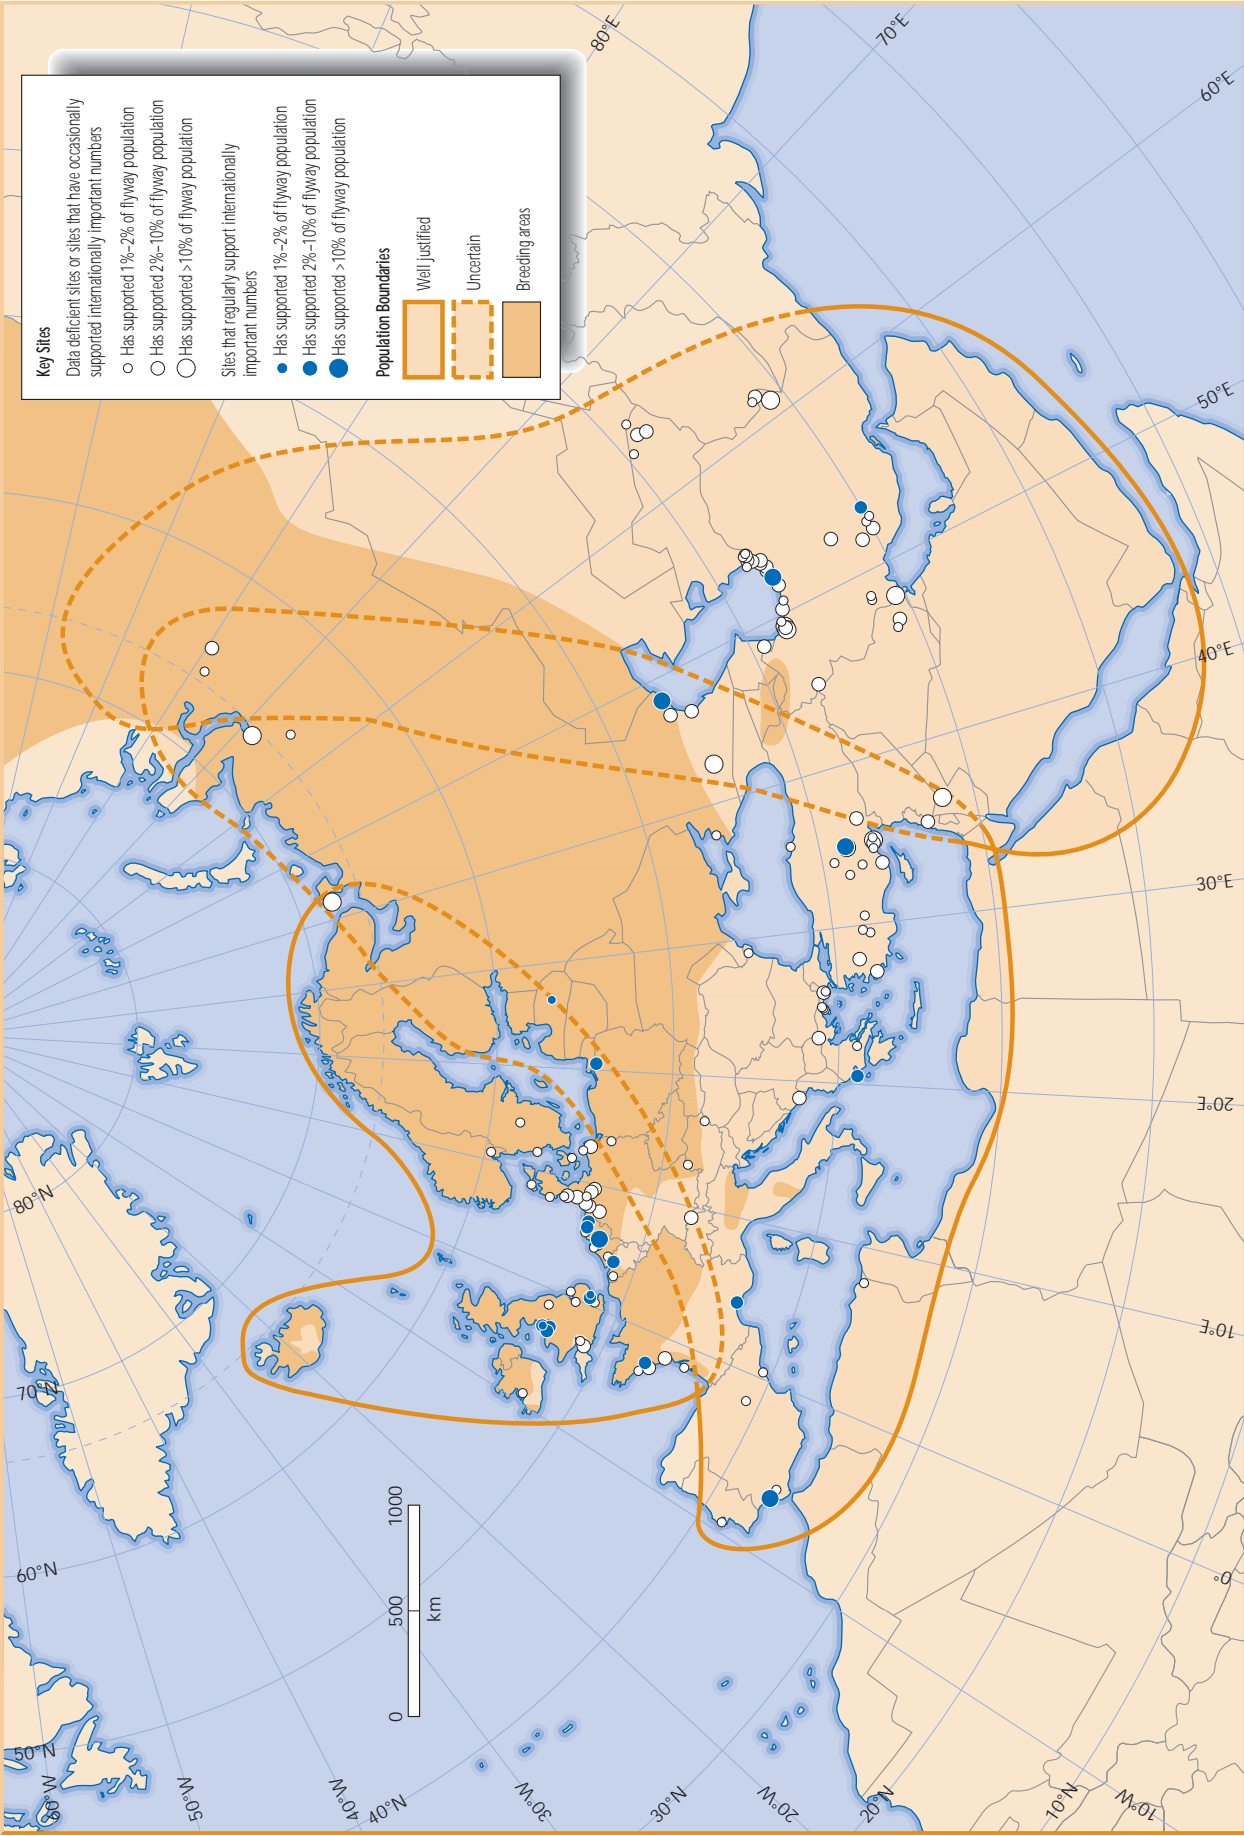 Key Sites
Data deficient sites or sites that have occasionally
supported internationally important numbers
Has supported 1%–2% of flyway population
Has supported 2%–10% of flyway population
Has supported >10% of flyway population
Sites that regularly support internationally
important numbers
Has supported 1%–2% of flyway population
Has supported 2%–10% of flyway population
Has supported >10% of flyway population
Population Boundaries
Well justified
Uncertain
Breeding areas
80°E
70°E
60°E
50°E
40°E
30°E
20°E
10°E
0°
10°W
10°N
20°N
20°W
30°N
30°W
40°N
40°W
50°W
60°W
50°N
60°N
70°N
80°N
0
500
1000
km